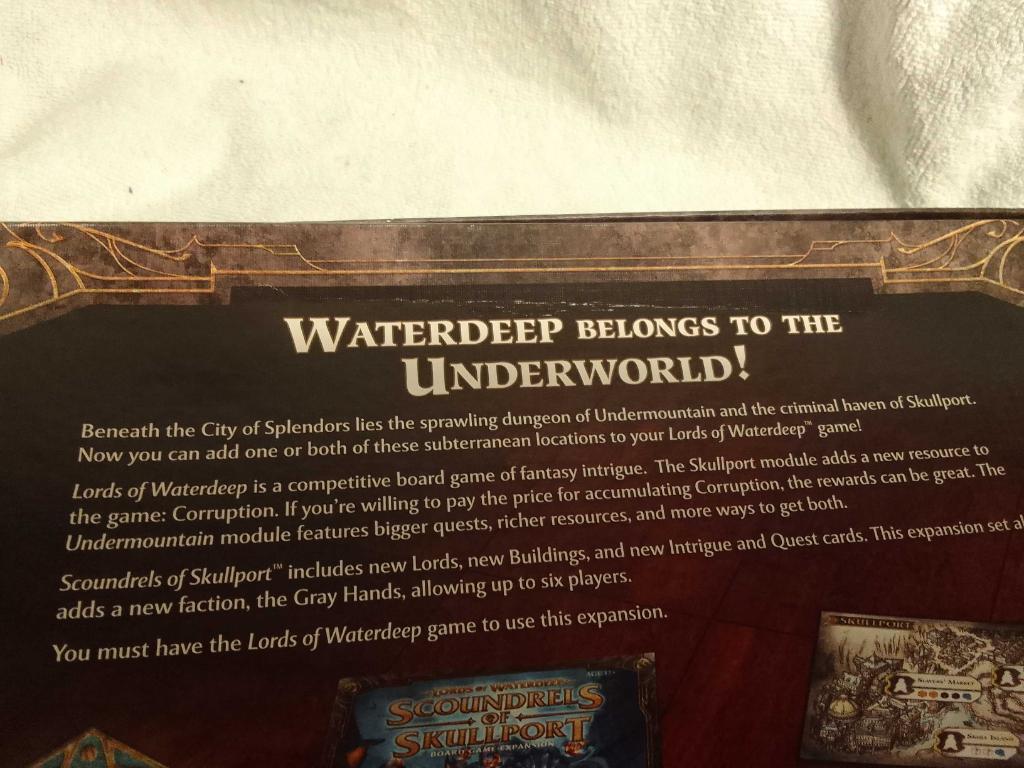 WATERDEEP BELONGS TO THE
UNDERWORLD!
Beneath the City of Splendors lies the sprawling dungeon of Undermountain and the criminal haven of Skullport.
Now you can add one or both of these subterranean locations to your Lords of Waterdeep™ game!
Lords of Waterdeep is a competitive board game of fantasy intrigue. The Skullport module adds a new resource to
the game: Corruption. If you're willing to pay the price for accumulating Corruption, the rewards can be great. The
Undermountain module features bigger quests, richer resources, and more ways to get both.
Scoundrels of Skullport™ includes new Lords, new Buildings, and new Intrigue and Quest cards. This expansion set al
adds a new faction, the Gray Hands, allowing up to six players.
You must have the Lords of Waterdeep game to use this expansion.
LORDS OF WATERDEEP
SCOUNDRELS
OF
SKULLPORT
BOARD GAME EXPANSION
SKULLPORT
SLAVERS' MARKET